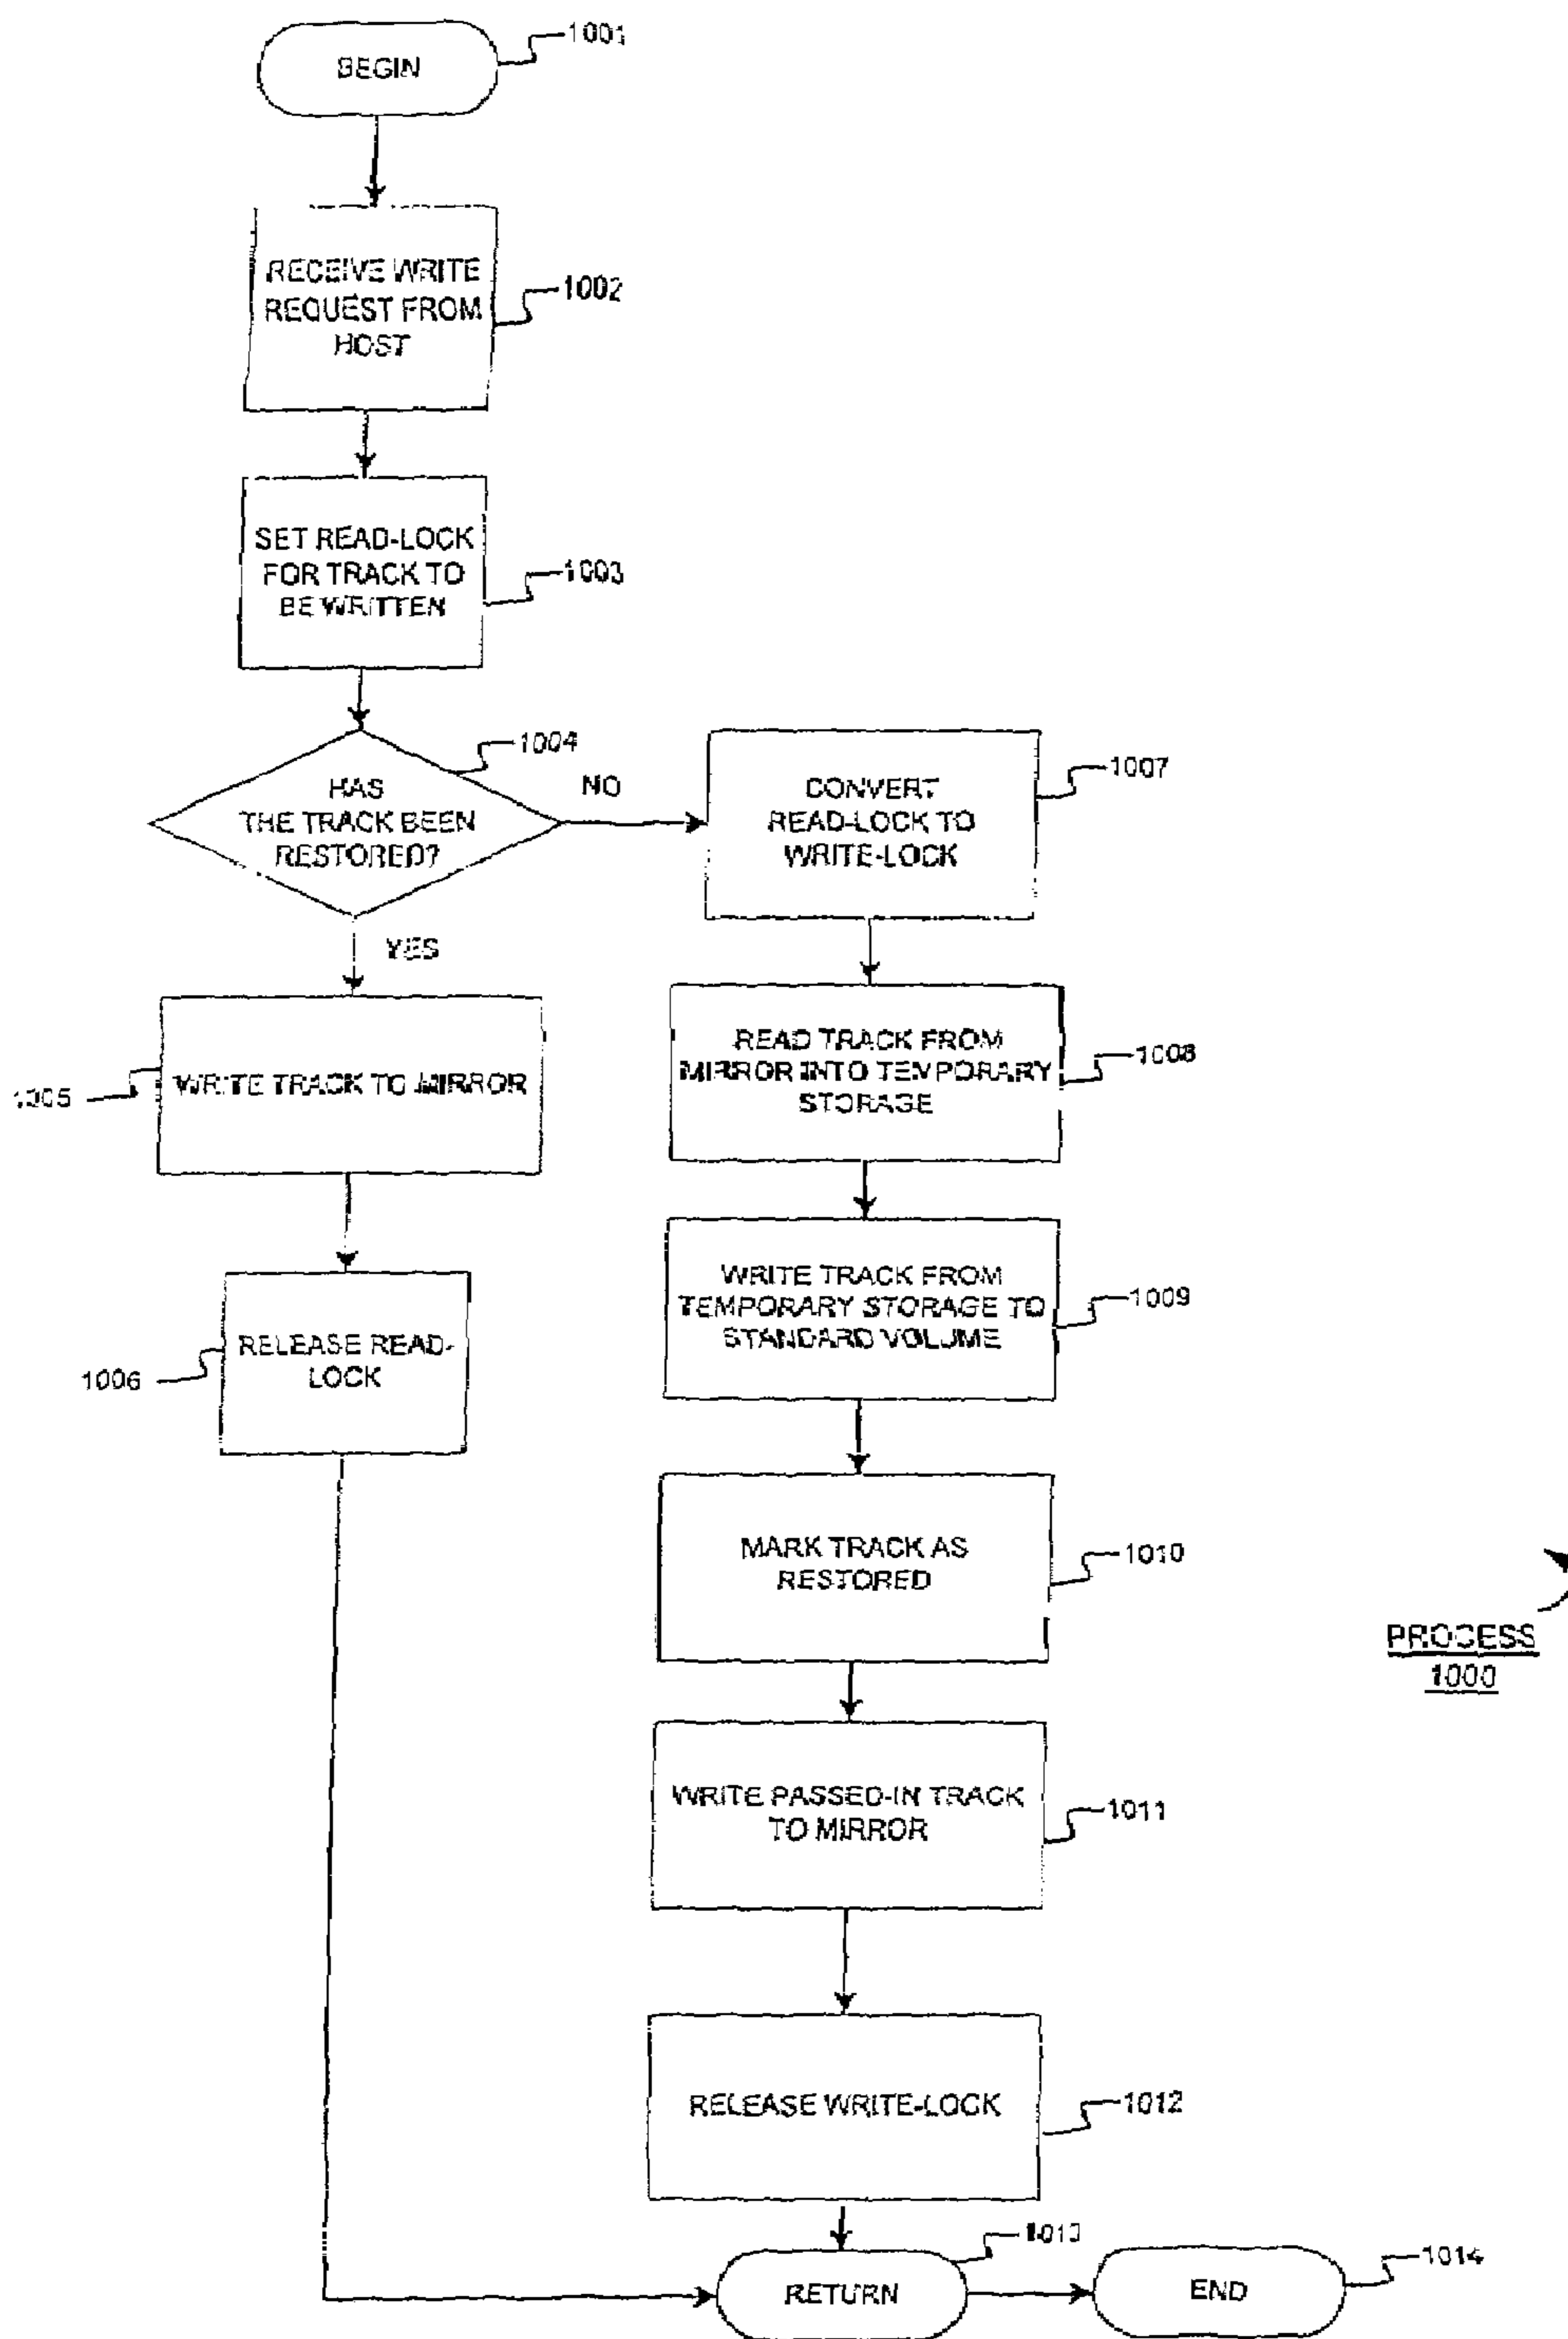 BEGIN
1001
RECEIVE WRITE
REQUEST FROM
HOST
1002
SET READ-LOCK
FOR TRACK TO
BE WRITTEN
1003
HAS
THE TRACK BEEN
RESTORED?
1004
NO
YES
CONVERT
READ-LOCK TO
WRITE-LOCK
1007
WRITE TRACK TO MIRROR
1005
READ TRACK FROM
MIRROR INTO TEMPORARY
STORAGE
1008
RELEASE READ-
LOCK
1006
WRITE TRACK FROM
TEMPORARY STORAGE TO
STANDARD VOLUME
1009
MARK TRACK AS
RESTORED
1010
PROCESS
1000
WRITE PASSED-IN TRACK
TO MIRROR
1011
RELEASE WRITE-LOCK
1012
RETURN
1013
END
1014